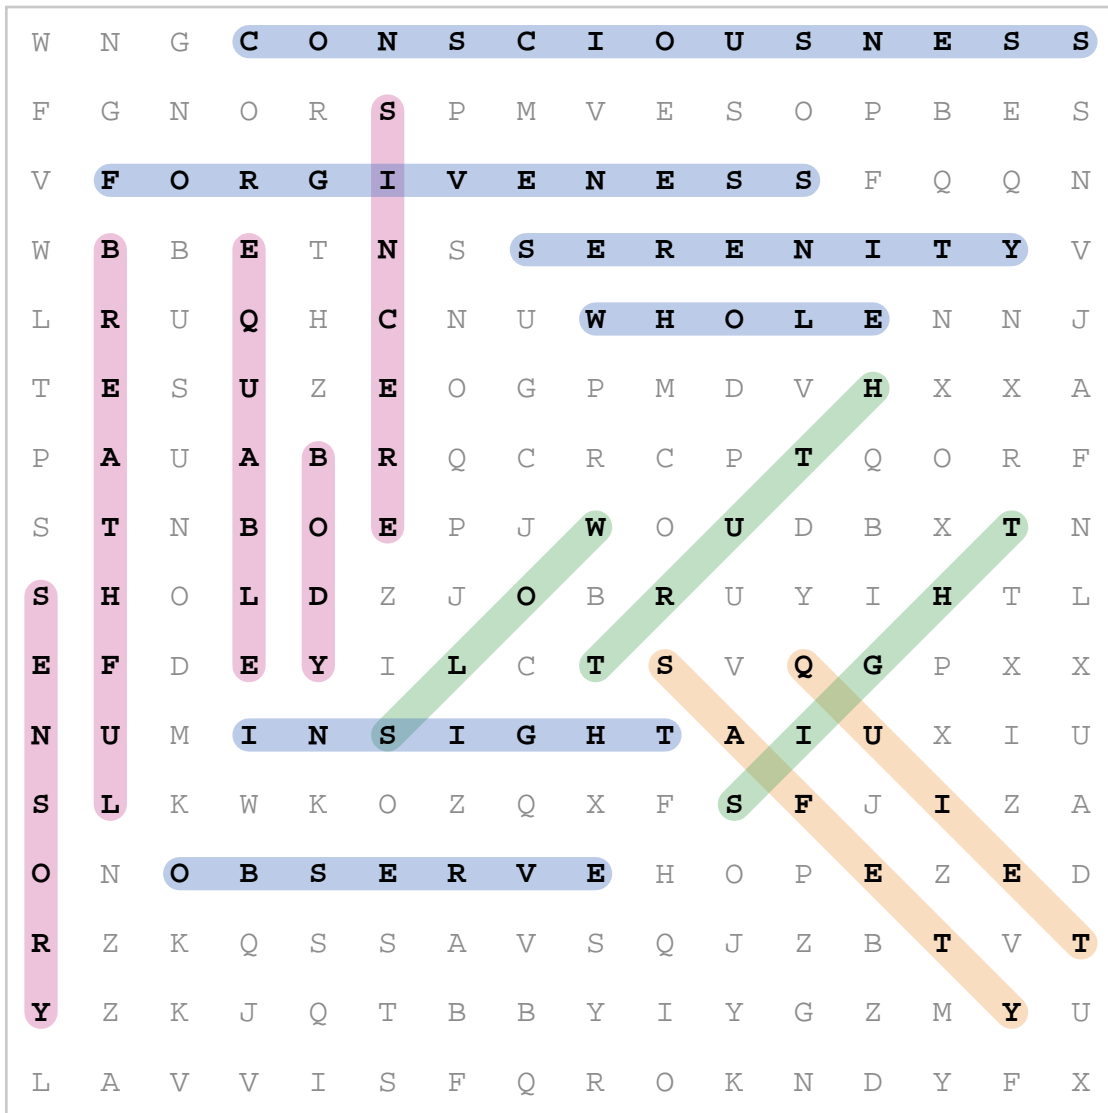 W N G C O N S C I O U S N E S S
F G N O R S P M V E S O P B E S
V F O R G I V E N E S S F Q Q N
W B B E T N S S E R E N I T Y V
L R U Q H C N U W H O L E N N J
T E S U Z E O G P M D V H X X A
P A U A B R Q C R C P T Q O R F
S T N B O E P J W O U D B X T N
S H O L D Z J O B R U Y I H T L
E F D E Y I L C T S V Q G P X X
N U M I N S I G H T A I U X I U
S L K W K O Z Q X F S F J I Z A
O N O B S E R V E H O P E Z E D
R Z K Q S S A V S Q J Z B T V T
Y Z K J Q T B B Y I Y G Z M Y U
L A V V I S F Q R O K N D Y F X